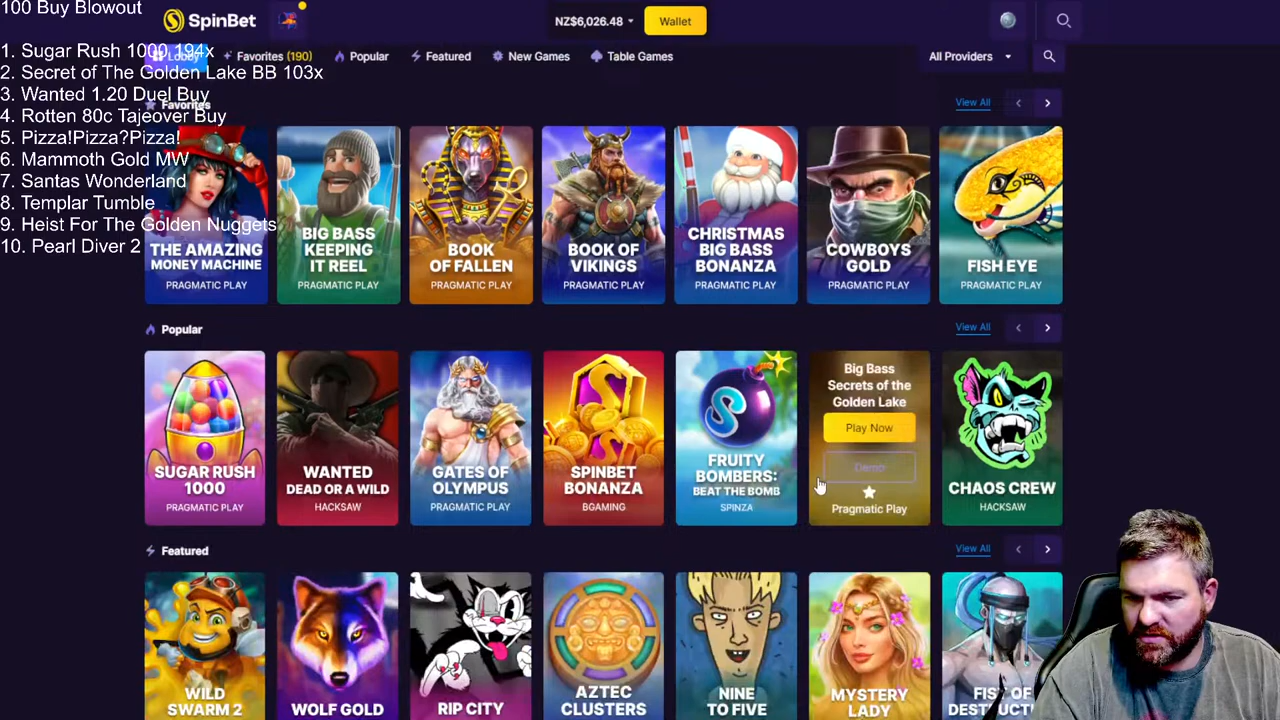 100 Buy Blowout
SpinBet
NZ$6,026.48
Wallet
1. Sugar Rush 1000 194x
2. Secret of The Golden Lake BB 103x
3. Wanted 1.20 Duel Buy
4. Rotten 80c Tajeover Buy
5. Pizza!Pizza?Pizza!
6. Mammoth Gold MW
7. Santas Wonderland
8. Templar Tumble
9. Heist For The Golden Nuggets
10. Pearl Diver 2
Lobby
Favorites (190)
Popular
Featured
New Games
Table Games
All Providers
Favorites
View All
THE AMAZING
MONEY MACHINE
PRAGMATIC PLAY
BIG BASS
KEEPING
IT REEL
PRAGMATIC PLAY
BOOK
OF FALLEN
PRAGMATIC PLAY
BOOK OF
VIKINGS
PRAGMATIC PLAY
CHRISTMAS
BIG BASS
BONANZA
PRAGMATIC PLAY
COWBOYS
GOLD
PRAGMATIC PLAY
FISH EYE
PRAGMATIC PLAY
Popular
View All
SUGAR RUSH
1000
PRAGMATIC PLAY
WANTED
DEAD OR A WILD
HACKSAW
GATES OF
OLYMPUS
PRAGMATIC PLAY
SPINBET
BONANZA
BGAMING
S
FRUITY
BOMBERS:
BEAT THE BOMB
SPINZA
Big Bass
Secrets of the
Golden Lake
Play Now
Demo
Pragmatic Play
CHAOS CREW
HACKSAW
Featured
View All
WILD
SWARM 2
WOLF GOLD
RIP CITY
AZTEC
CLUSTERS
NINE
TO FIVE
MYSTERY
LADY
FIST OF